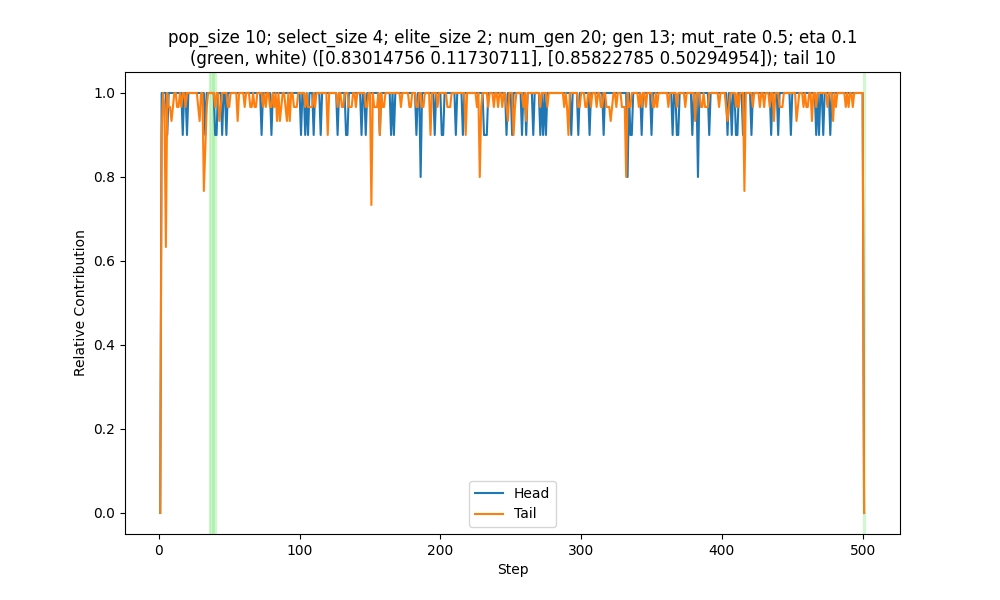 pop_size 10; select_size 4; elite_size 2; num_gen 20; gen 13; mut_rate 0.5; eta 0.1
(green, white) ([0.83014756 0.11730711], [0.85822785 0.50294954]); tail 10
1.0
0.8
0.6
0.4
0.2
0.0
Relative Contribution
Head
Tail
0 100 200 300 400 500
Step